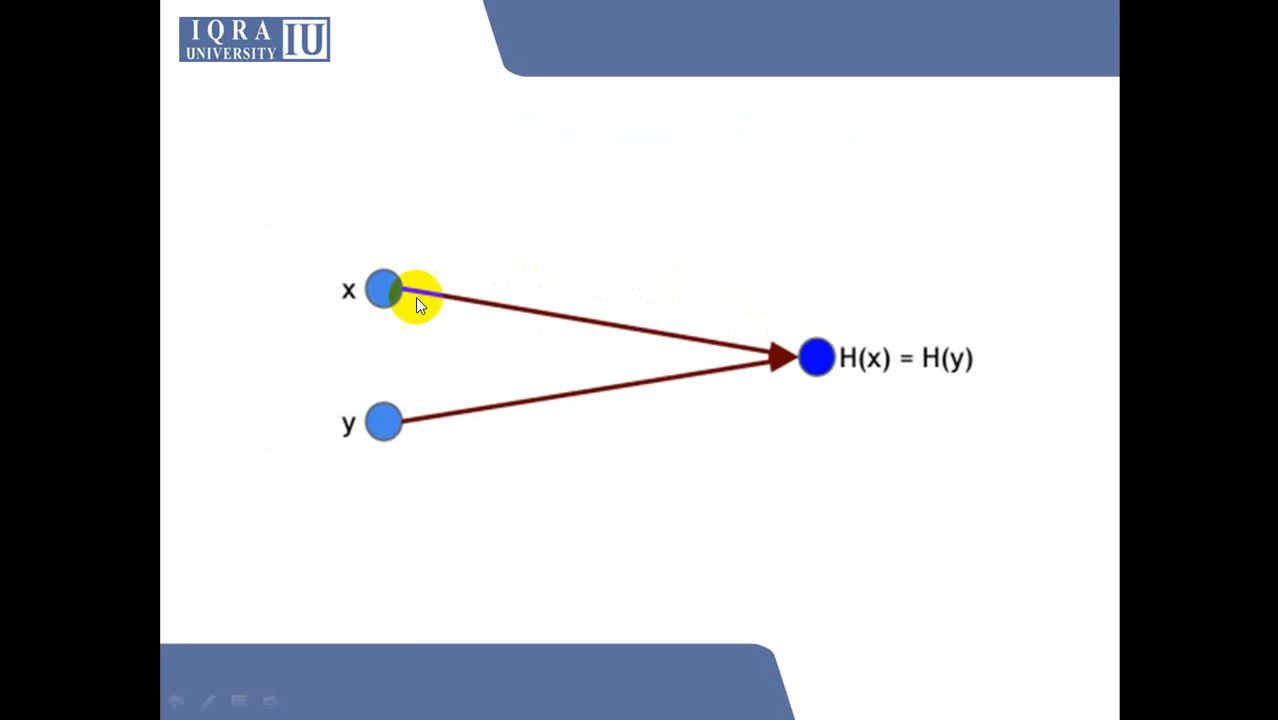 IQRA
UNIVERSITY IU
x
H(x) = H(y)
y